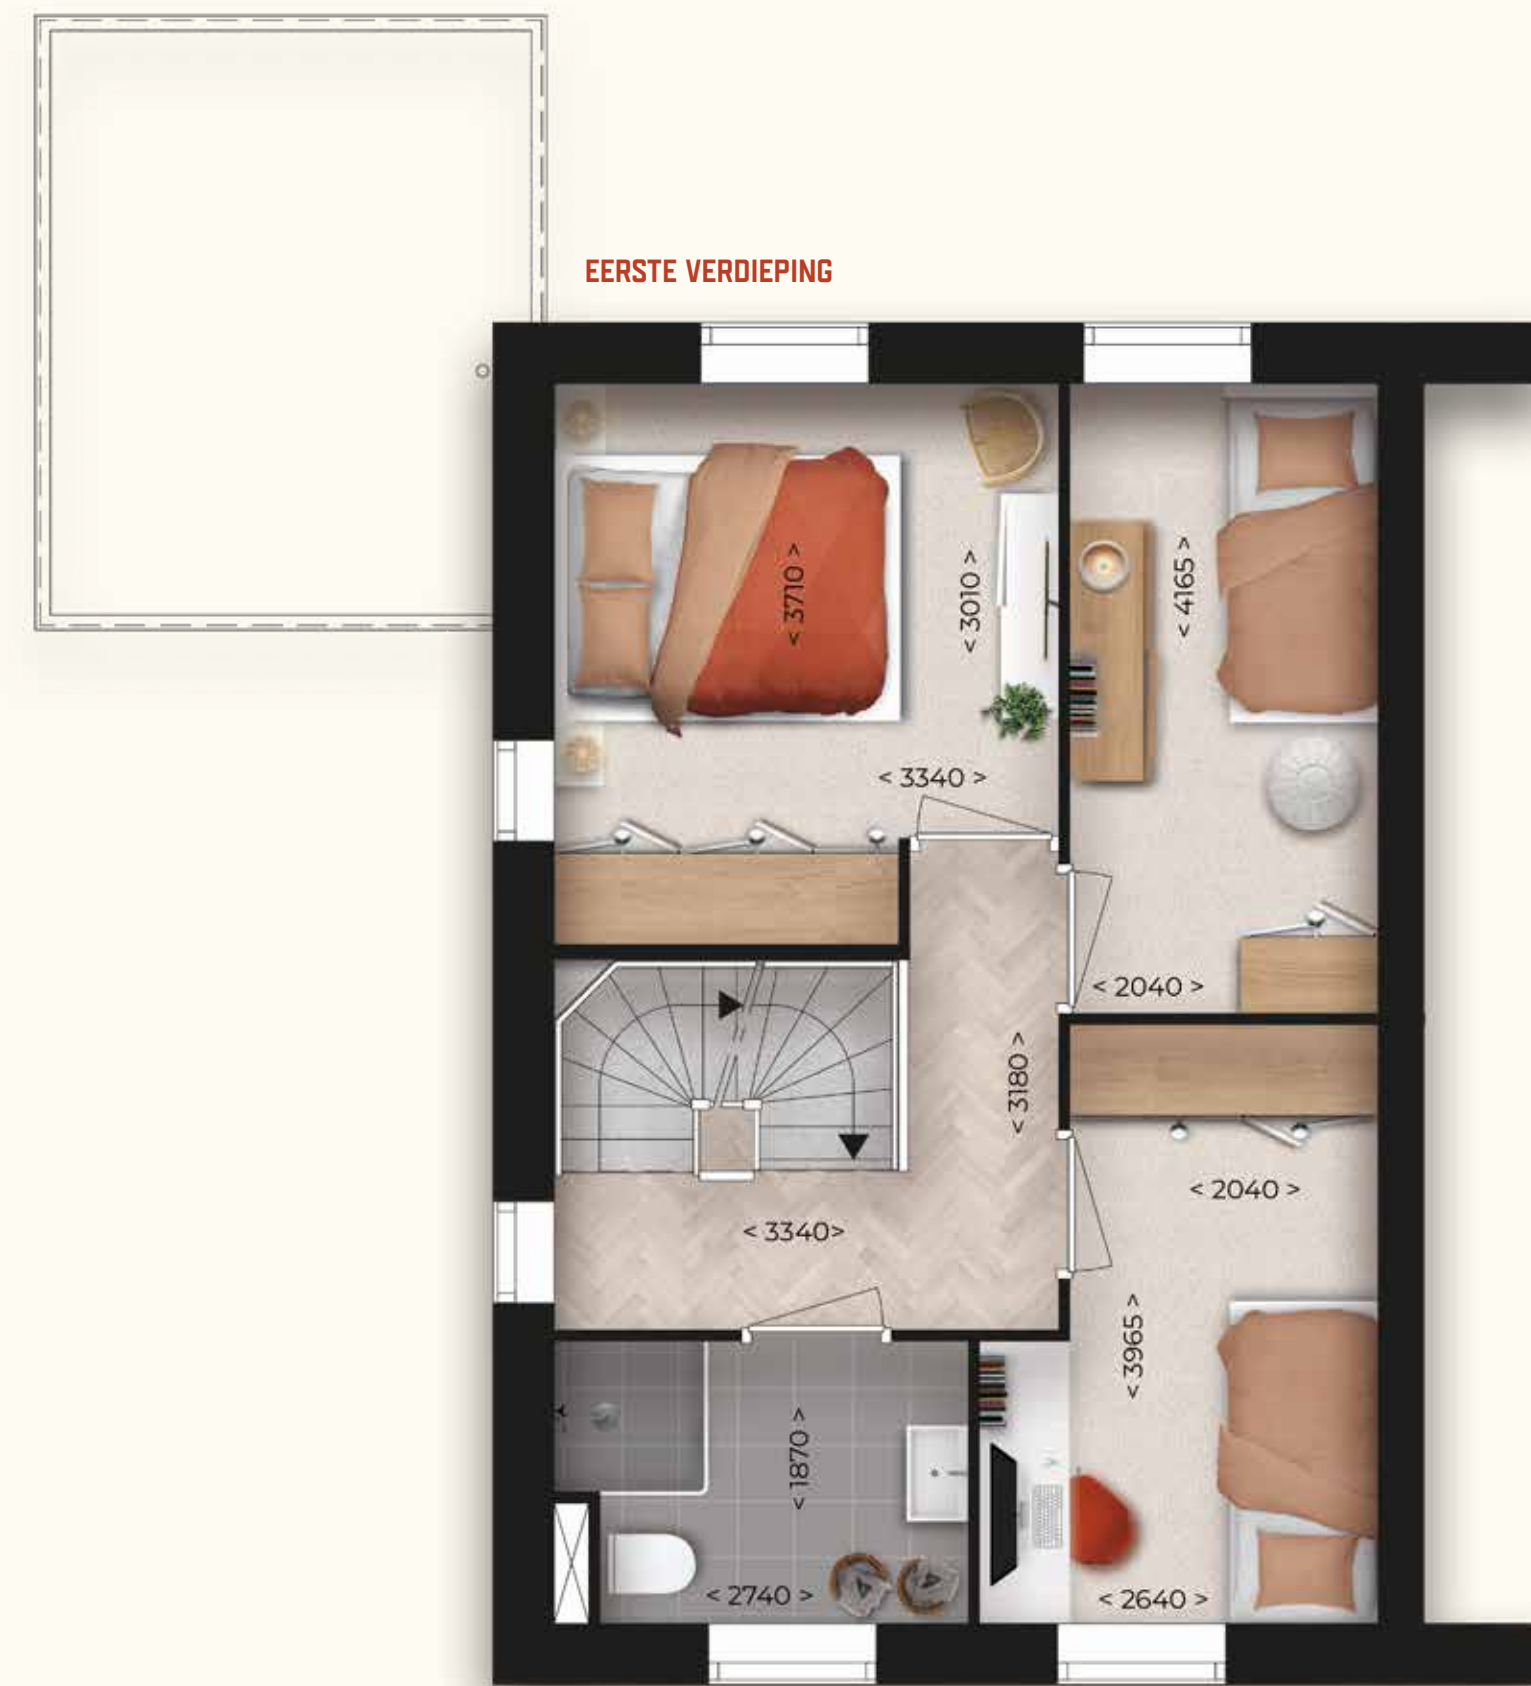 EERSTE VERDIEPING
< 3710 >
< 3010 >
< 4165 >
< 3340 >
< 2040 >
< 3180 >
< 2040 >
< 3340>
< 3965 >
< 1870 >
< 2740 >
< 2640 >